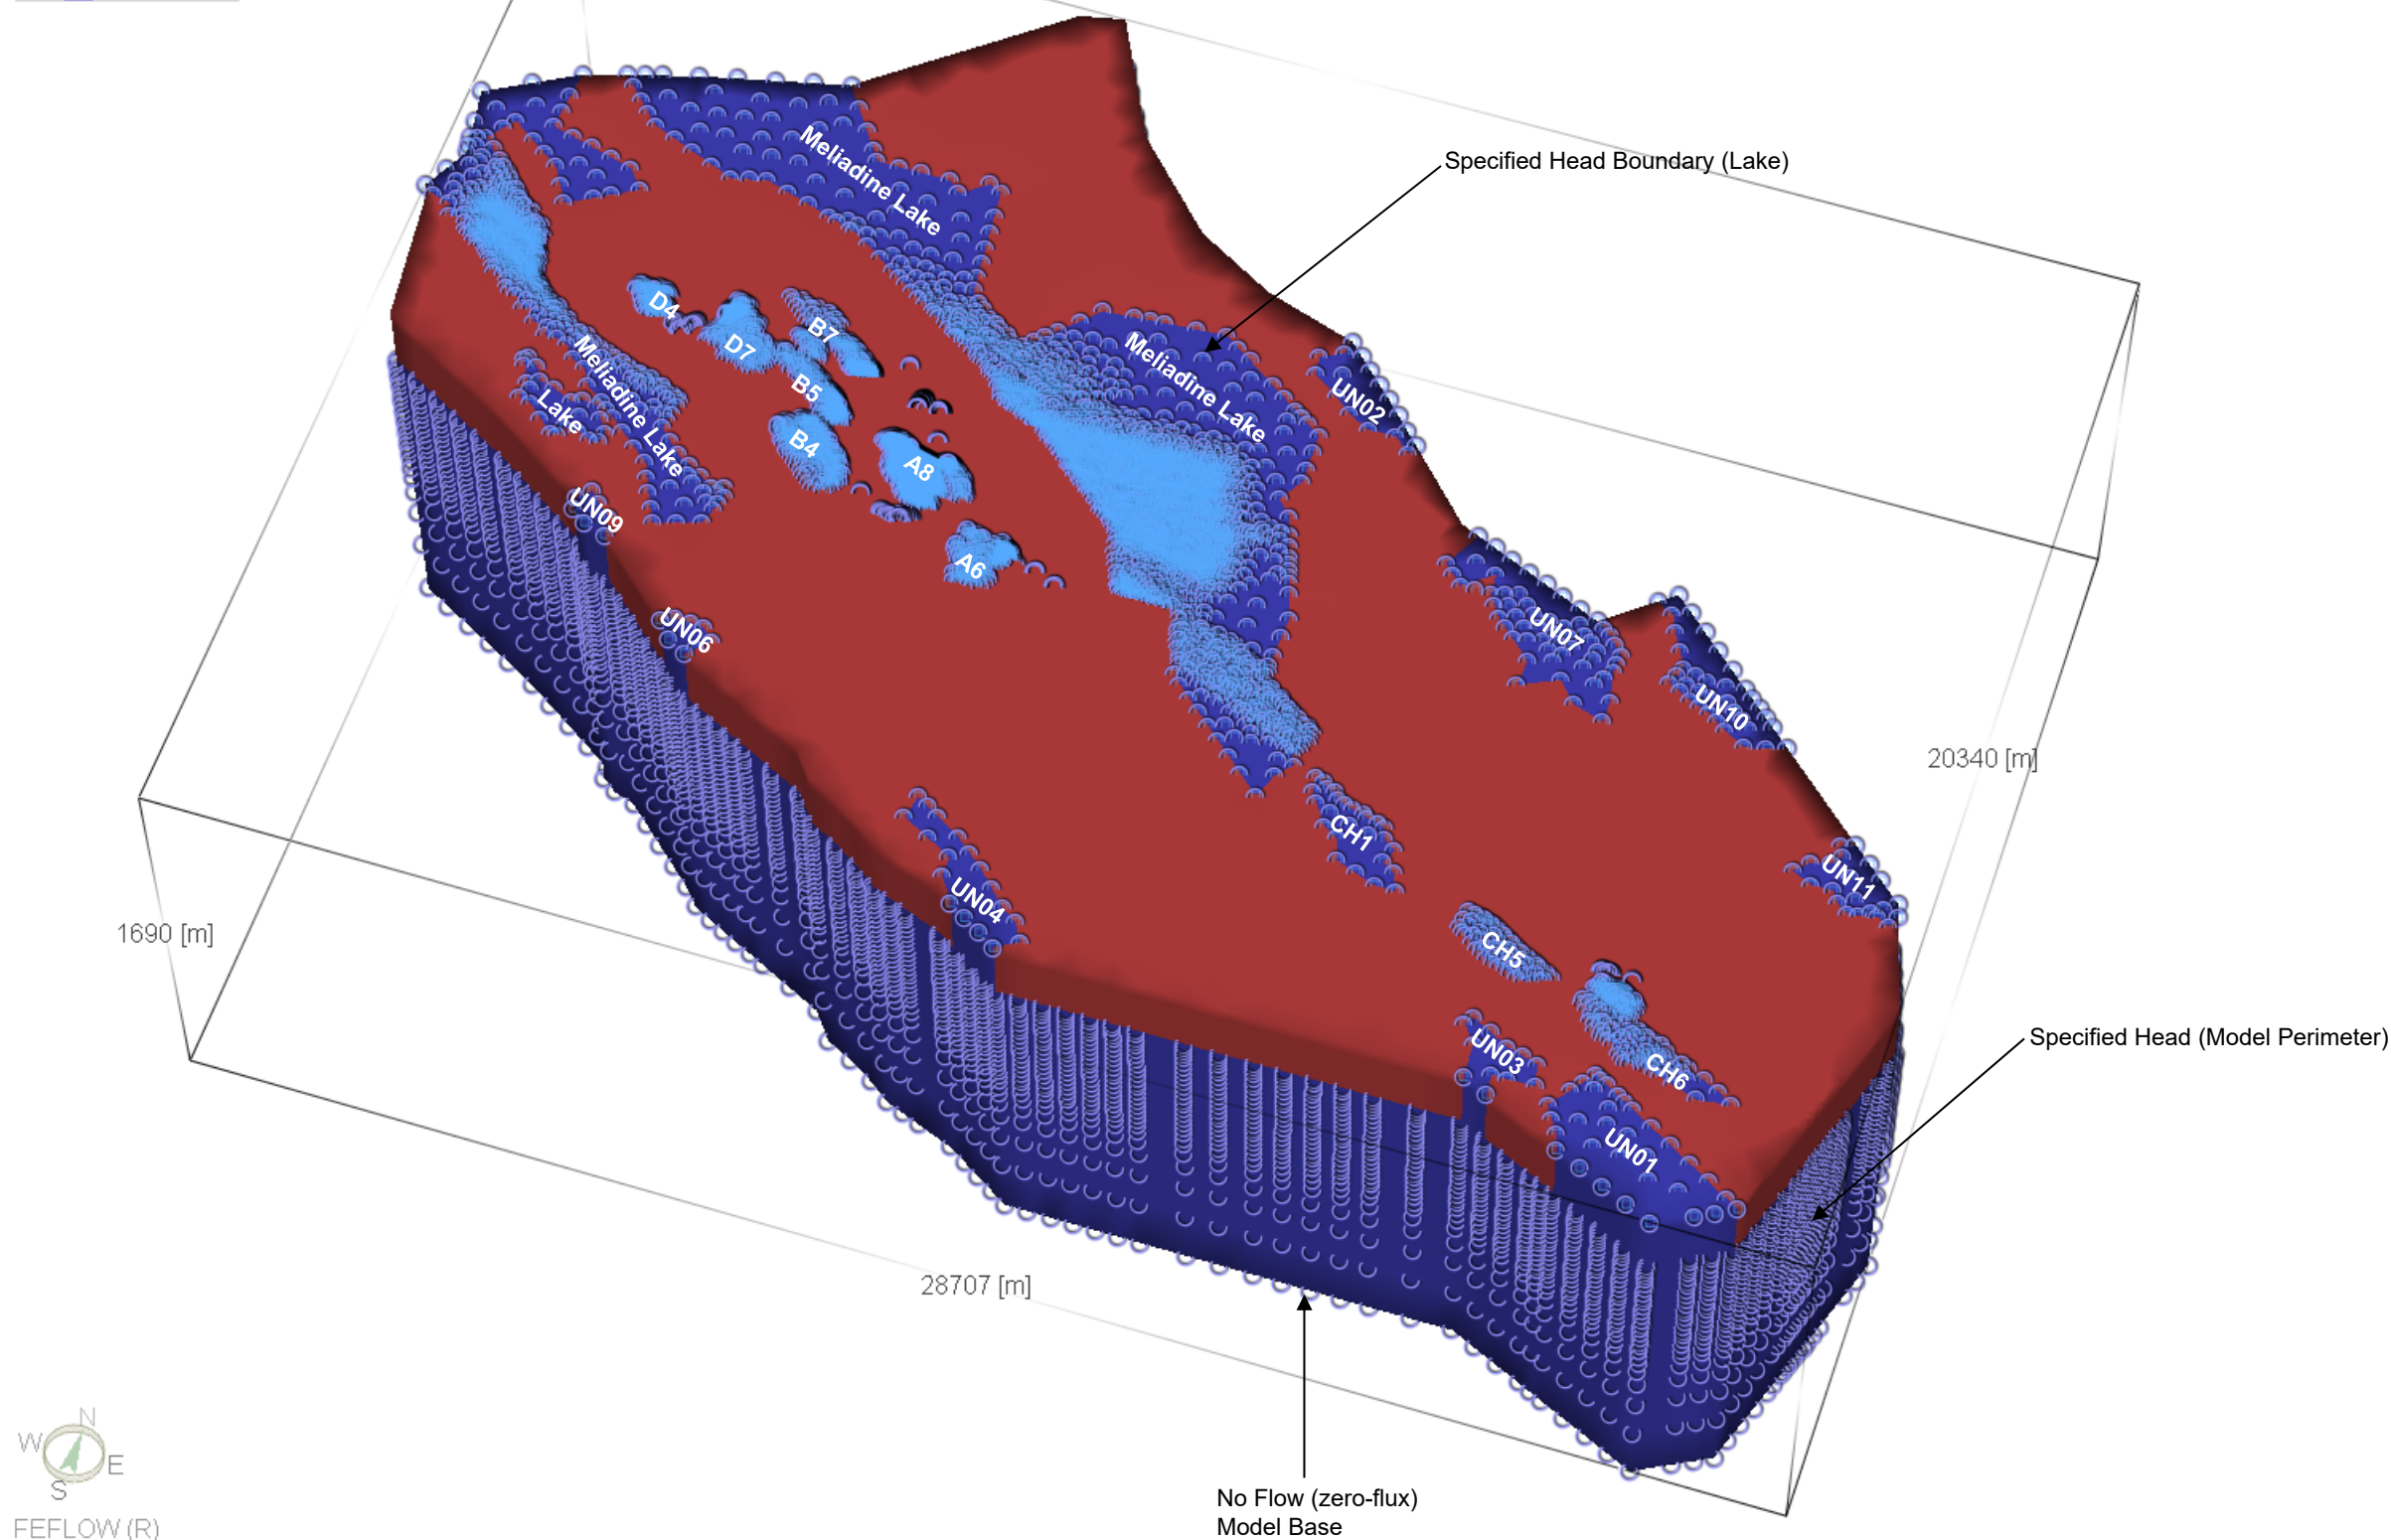 Specified Head Boundary (Lake)
Meliadine Lake
D4
D7
B7
B5
B4
A8
A6
Meliadine Lake
Meliadine Lake
Lake
UN02
UN09
UN06
UN07
UN10
20340 [m]
CH1
UN11
UN04
1690 [m]
CH5
UN03
CH6
Specified Head (Model Perimeter)
UN01
28707 [m]
No Flow (zero-flux)
Model Base
N
W
E
S
FEFLOW (R)